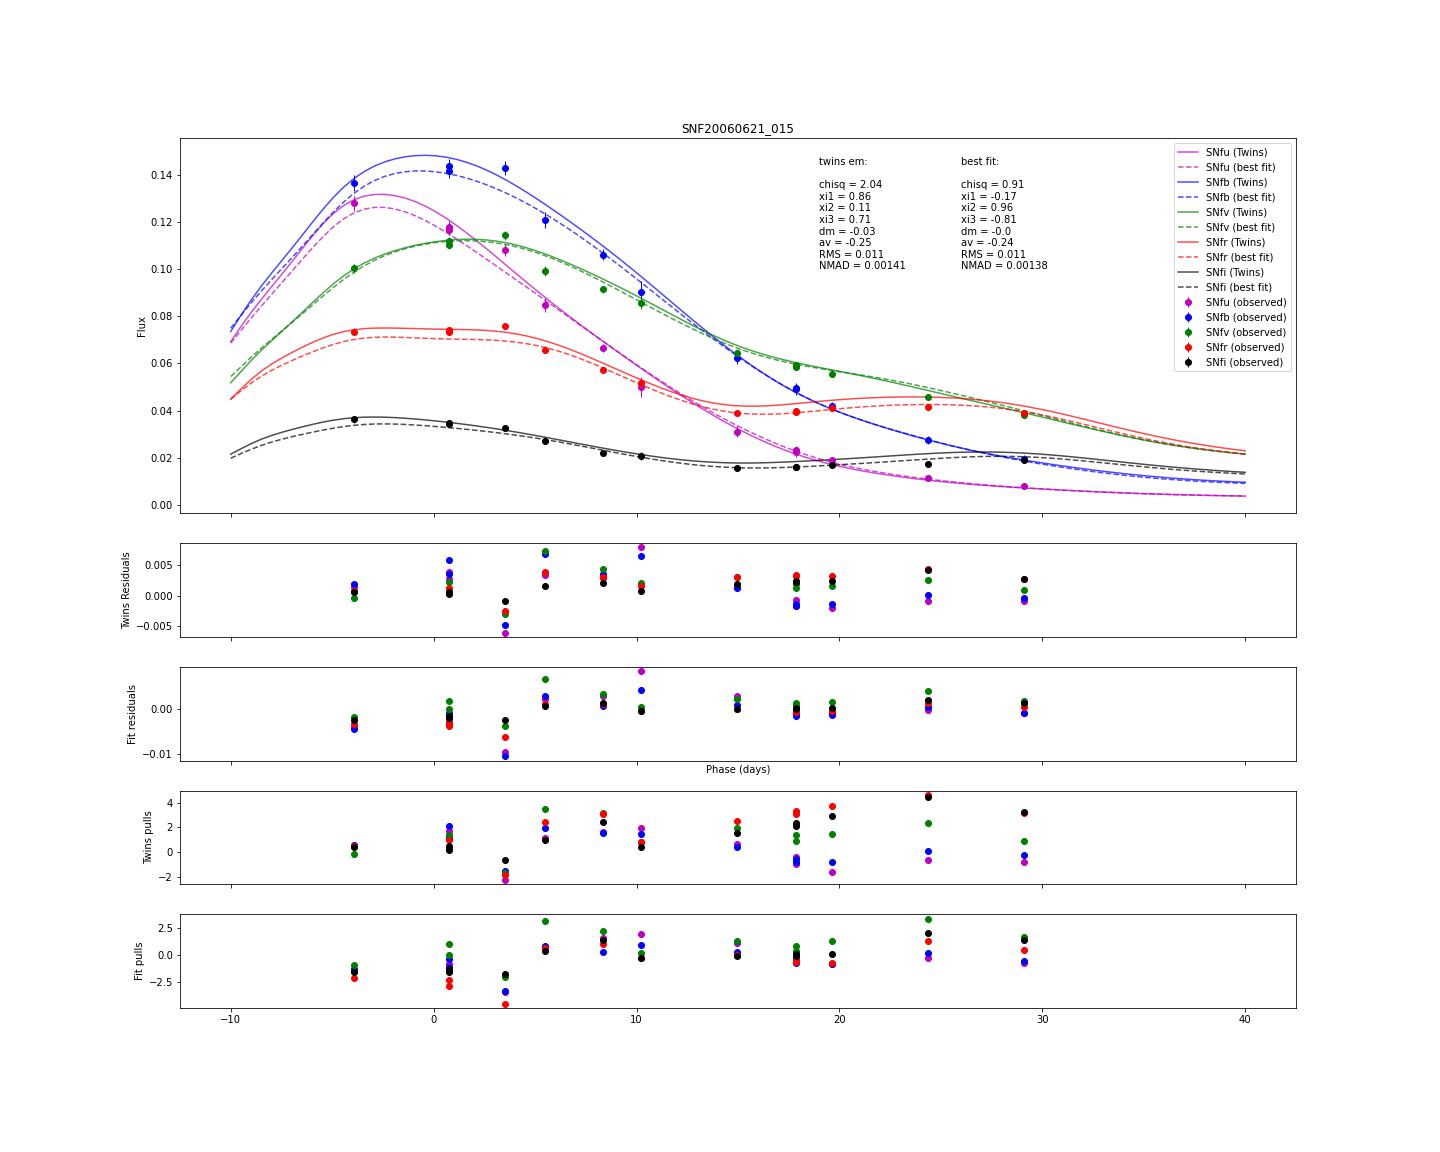 SNF20060621_015
twins em:
best fit:
chisq = 2.04
chisq = 0.91
xi1 = 0.86
xi1 = -0.17
xi2 = 0.11
xi2 = 0.96
xi3 = 0.71
xi3 = -0.81
dm = -0.03
dm = -0.0
av = -0.25
av = -0.24
RMS = 0.011
RMS = 0.011
NMAD = 0.00141
NMAD = 0.00138
SNfu (Twins)
SNfu (best fit)
SNfb (Twins)
SNfb (best fit)
SNfv (Twins)
SNfv (best fit)
SNfr (Twins)
SNfr (best fit)
SNfi (Twins)
SNfi (best fit)
SNfu (observed)
SNfb (observed)
SNfv (observed)
SNfr (observed)
SNfi (observed)
Flux
0.14
0.12
0.10
0.08
0.06
0.04
0.02
0.00
Twins Residuals
0.005
0.000
−0.005
Fit residuals
0.00
−0.01
Phase (days)
Twins pulls
4
2
0
−2
Fit pulls
2.5
0.0
−2.5
−10
0
10
20
30
40